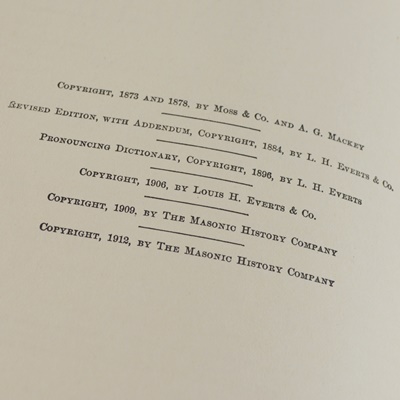 Copyright, 1873 and 1878, by Moss & Co. and A. G. Mackey
Revised Edition, with Addendum, Copyright, 1884, by L. H. Everts & Co.
Pronouncing Dictionary, Copyright, 1896, by L. H. Everts
Copyright, 1906, by Louis H. Everts & Co.
Copyright, 1909, by The Masonic History Company
Copyright, 1912, by The Masonic History Company